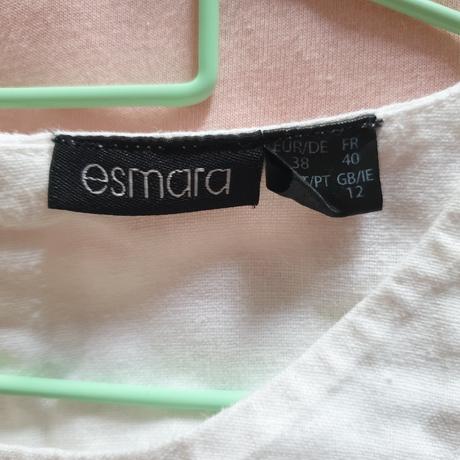 esmara
EUR/DE FR
38 40
/PT GB/IE
12